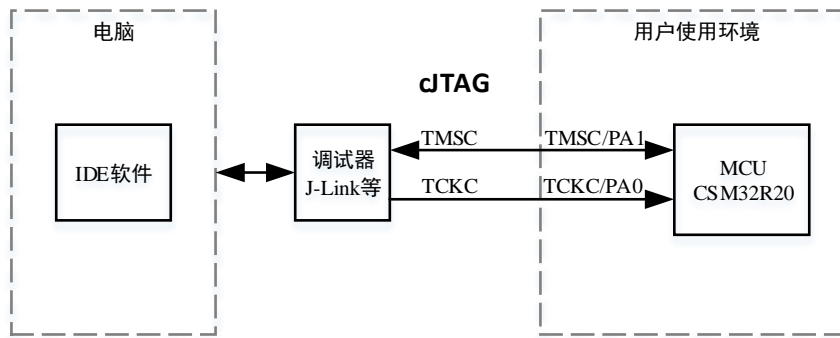 电脑
用户使用环境
cJTAG
IDE软件
调试器
J-Link等
TMSC
TMSC/PA1
TCKC
TCKC/PA0
MCU
CSM32R20